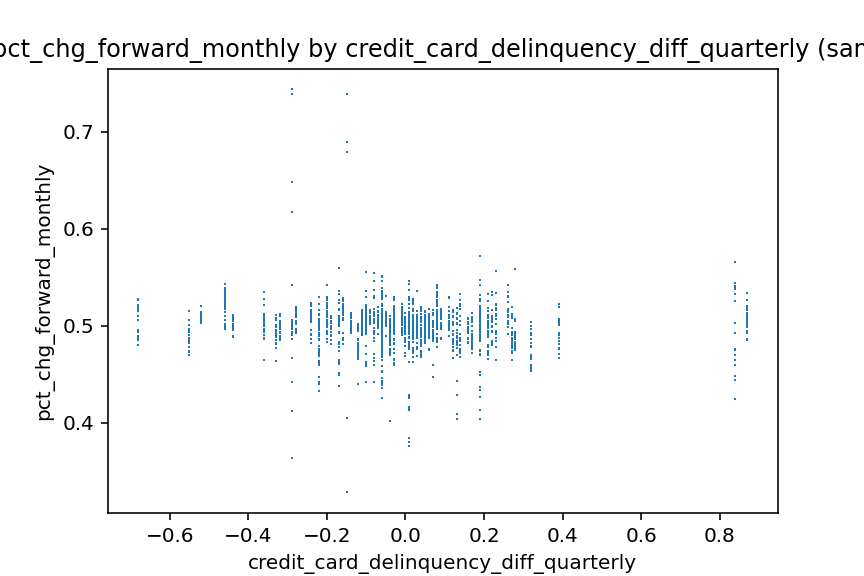 pct_chg_forward_monthly by credit_card_delinquency_diff_quarterly (sam
0.7
0.6
0.5
0.4
pct_chg_forward_monthly
−0.6 −0.4 −0.2 0.0 0.2 0.4 0.6 0.8
credit_card_delinquency_diff_quarterly